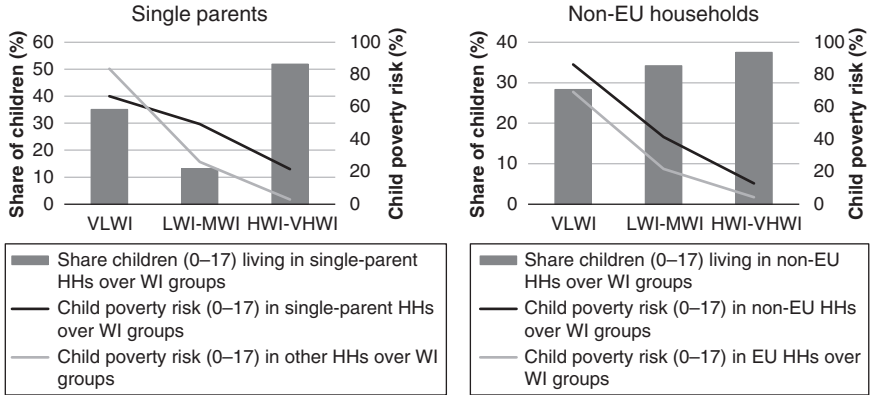 Single parents
Share of children (%)
60
50
40
30
20
10
0
100
80
60
40
20
0
Child poverty risk (%)
VLWI LWI-MWI HWI-VHWI
Share children (0–17) living in single-parent
HHs over WI groups
Child poverty risk (0–17) in single-parent HHs
over WI groups
Child poverty risk (0–17) in other HHs over WI
groups
Non-EU households
Share of children (%)
40
30
20
10
0
100
80
60
40
20
0
Child poverty risk (%)
VLWI LWI-MWI HWI-VHWI
Share children (0–17) living in non-EU
HHs over WI groups
Child poverty risk (0–17) in non-EU HHs
over WI groups
Child poverty risk (0–17) in EU HHs over
WI groups